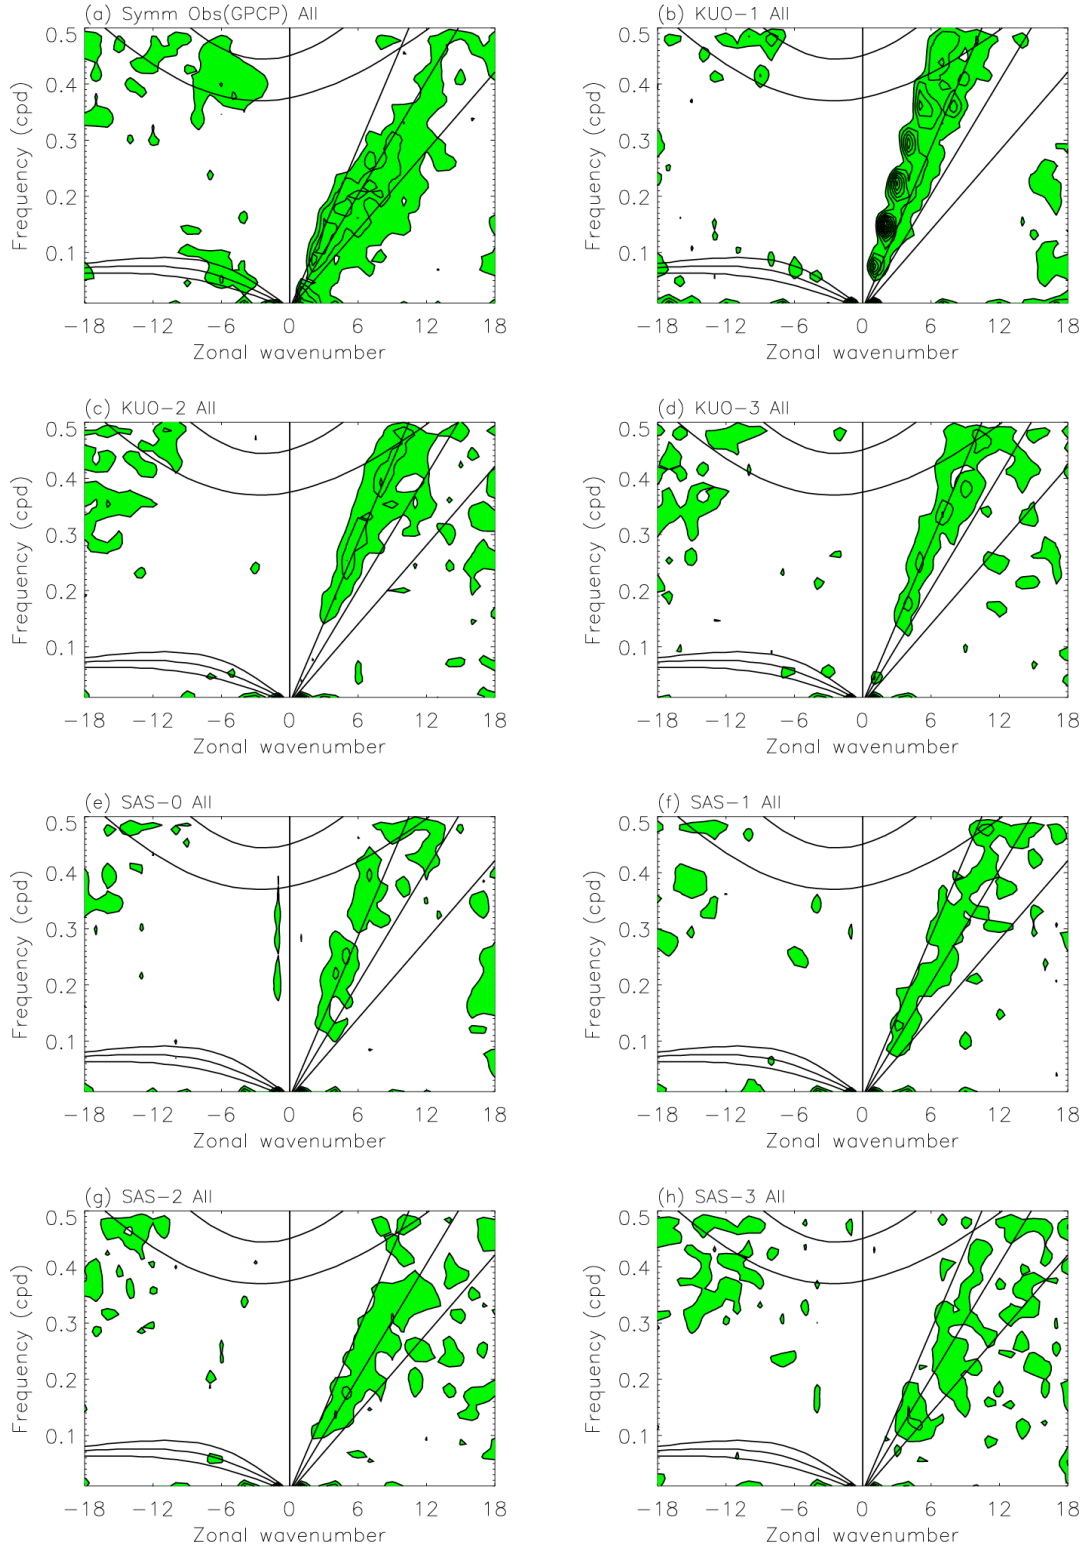 (a) Symm Obs(GPCP) All
0.5
0.4
0.3
0.2
0.1
Frequency (cpd)
−18 −12 −6 0 6 12 18
Zonal wavenumber
(b) KUO−1 All
0.5
0.4
0.3
0.2
0.1
Frequency (cpd)
−18 −12 −6 0 6 12 18
Zonal wavenumber
(c) KUO−2 All
0.5
0.4
0.3
0.2
0.1
Frequency (cpd)
−18 −12 −6 0 6 12 18
Zonal wavenumber
(d) KUO−3 All
0.5
0.4
0.3
0.2
0.1
Frequency (cpd)
−18 −12 −6 0 6 12 18
Zonal wavenumber
(e) SAS−0 All
0.5
0.4
0.3
0.2
0.1
Frequency (cpd)
−18 −12 −6 0 6 12 18
Zonal wavenumber
(f) SAS−1 All
0.5
0.4
0.3
0.2
0.1
Frequency (cpd)
−18 −12 −6 0 6 12 18
Zonal wavenumber
(g) SAS−2 All
0.5
0.4
0.3
0.2
0.1
Frequency (cpd)
−18 −12 −6 0 6 12 18
Zonal wavenumber
(h) SAS−3 All
0.5
0.4
0.3
0.2
0.1
Frequency (cpd)
−18 −12 −6 0 6 12 18
Zonal wavenumber